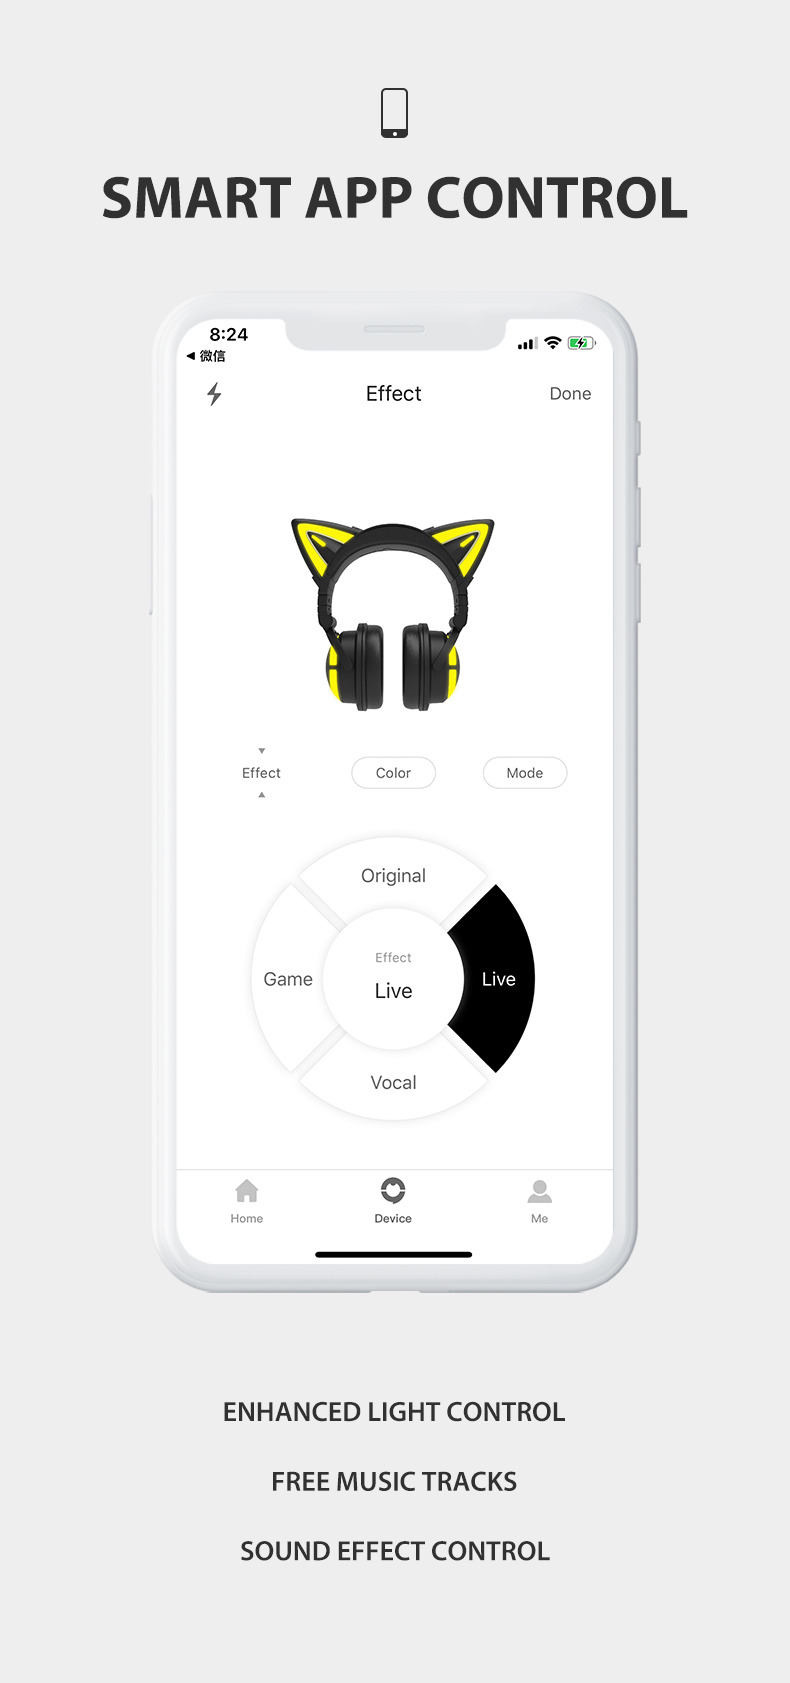 SMART APP CONTROL
8:24
◀ 微信
Effect
Done
Effect
Color
Mode
Original
Game
Effect
Live
Live
Vocal
Home
Device
Me
ENHANCED LIGHT CONTROL
FREE MUSIC TRACKS
SOUND EFFECT CONTROL